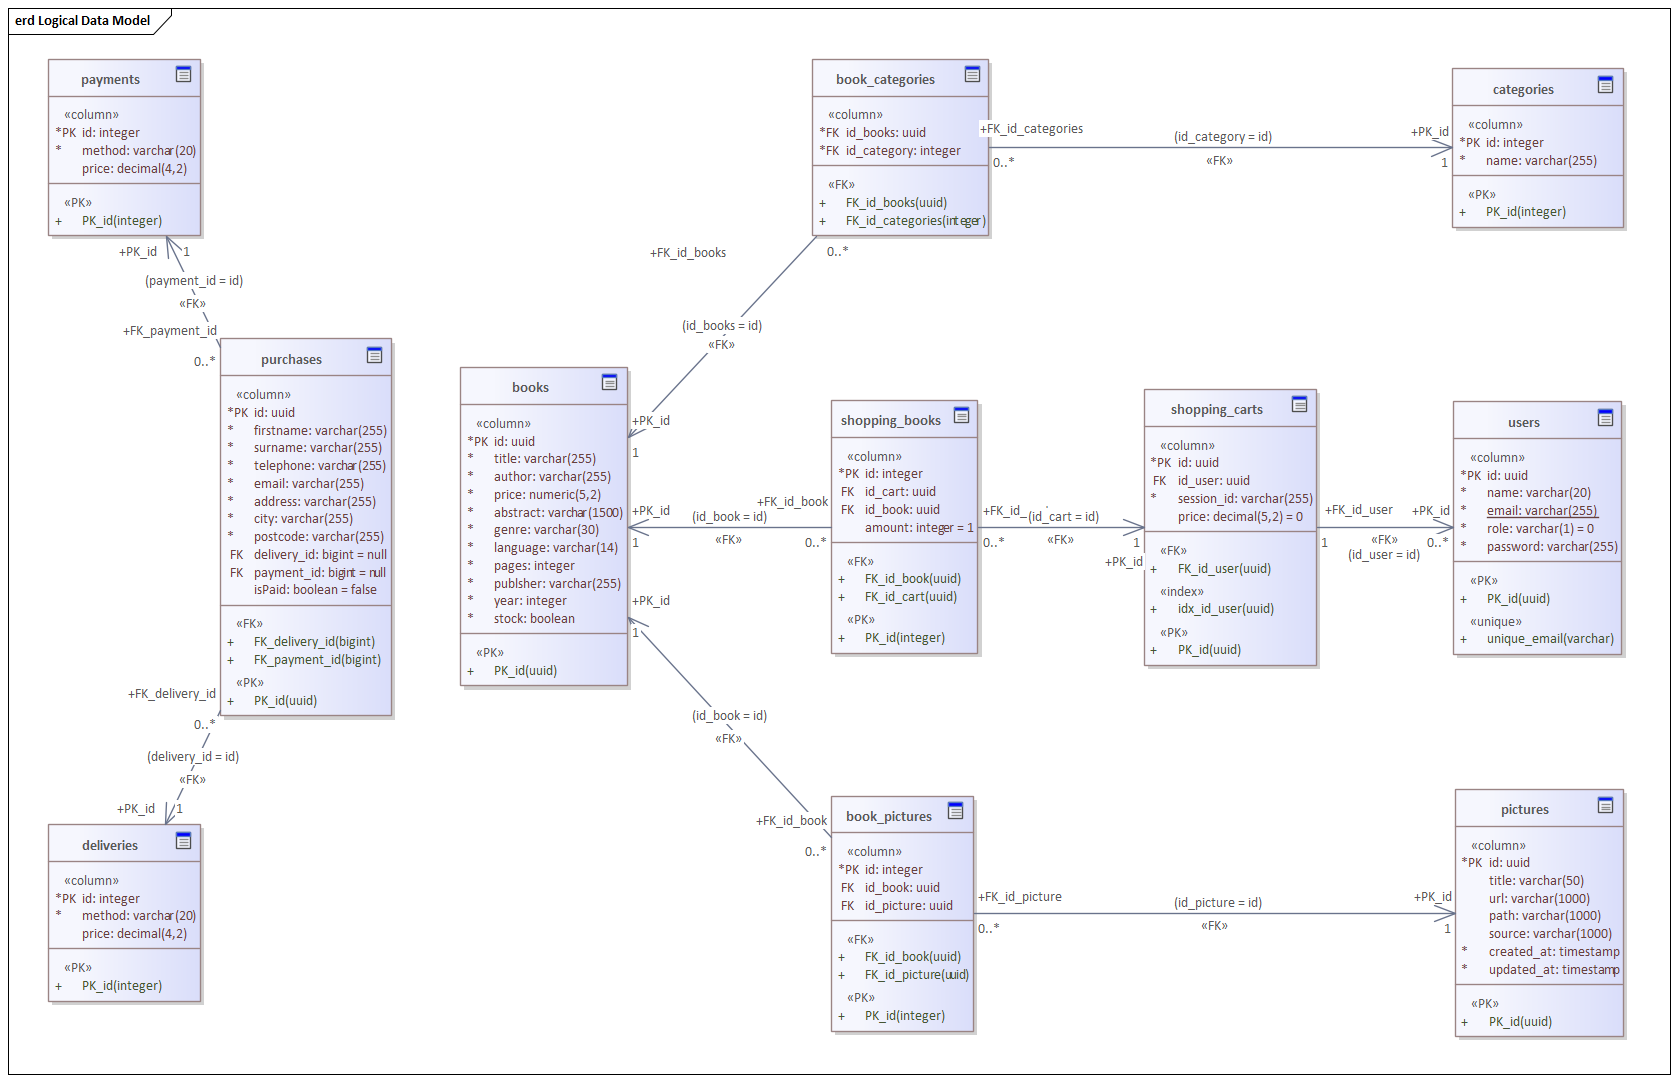 erd Logical Data Model
payments
«column»
*PK id: integer
* method: varchar(20)
price: decimal(4,2)
«PK»
+ PK_id(integer)
+PK_id
1
(payment_id = id)
«FK»
+FK_payment_id
0..*
purchases
«column»
*PK id: uuid
* firstname: varchar(255)
* surname: varchar(255)
* telephone: varchar(255)
* email: varchar(255)
* address: varchar(255)
* city: varchar(255)
* postcode: varchar(255)
FK delivery_id: bigint = null
FK payment_id: bigint = null
isPaid: boolean = false
«FK»
+ FK_delivery_id(bigint)
+ FK_payment_id(bigint)
«PK»
+ PK_id(uuid)
+FK_delivery_id
0..*
(delivery_id = id)
«FK»
+PK_id
1
deliveries
«column»
*PK id: integer
* method: varchar(20)
price: decimal(4,2)
«PK»
+ PK_id(integer)
book_categories
«column»
*FK id_books: uuid
*FK id_category: integer
«FK»
+ FK_id_books(uuid)
+ FK_id_categories(integer)
+FK_id_categories
0..*
(id_category = id)
«FK»
+PK_id
1
categories
«column»
*PK id: integer
* name: varchar(255)
«PK»
+ PK_id(integer)
+FK_id_books
0..*
(id_books = id)
«FK»
+PK_id
1
books
«column»
*PK id: uuid
* title: varchar(255)
* author: varchar(255)
* price: numeric(5,2)
* abstract: varchar(1500)
* genre: varchar(30)
* language: varchar(14)
* pages: integer
* publsher: varchar(255)
* year: integer
* stock: boolean
«PK»
+ PK_id(uuid)
+PK_id
1
(id_book = id)
«FK»
+FK_id_book
0..*
shopping_books
«column»
*PK id: integer
FK id_cart: uuid
FK id_book: uuid
amount: integer = 1
«FK»
+ FK_id_book(uuid)
+ FK_id_cart(uuid)
«PK»
+ PK_id(integer)
+FK_id_
0..*
(id_cart = id)
«FK»
1
+PK_id
shopping_carts
«column»
*PK id: uuid
FK id_user: uuid
* session_id: varchar(255)
price: decimal(5,2) = 0
«FK»
+ FK_id_user(uuid)
«index»
+ idx_id_user(uuid)
«PK»
+ PK_id(uuid)
+FK_id_user
1
«FK»
(id_user = id)
+PK_id
0..*
users
«column»
*PK id: uuid
* name: varchar(20)
* email: varchar(255)
* role: varchar(1) = 0
* password: varchar(255)
«PK»
+ PK_id(uuid)
«unique»
+ unique_email(varchar)
+PK_id
1
(id_book = id)
«FK»
+FK_id_book
0..*
book_pictures
«column»
*PK id: integer
FK id_book: uuid
FK id_picture: uuid
«FK»
+ FK_id_book(uuid)
+ FK_id_picture(uuid)
«PK»
+ PK_id(integer)
+FK_id_picture
0..*
(id_picture = id)
«FK»
+PK_id
1
pictures
«column»
*PK id: uuid
title: varchar(50)
url: varchar(1000)
path: varchar(1000)
source: varchar(1000)
* created_at: timestamp
* updated_at: timestamp
«PK»
+ PK_id(uuid)